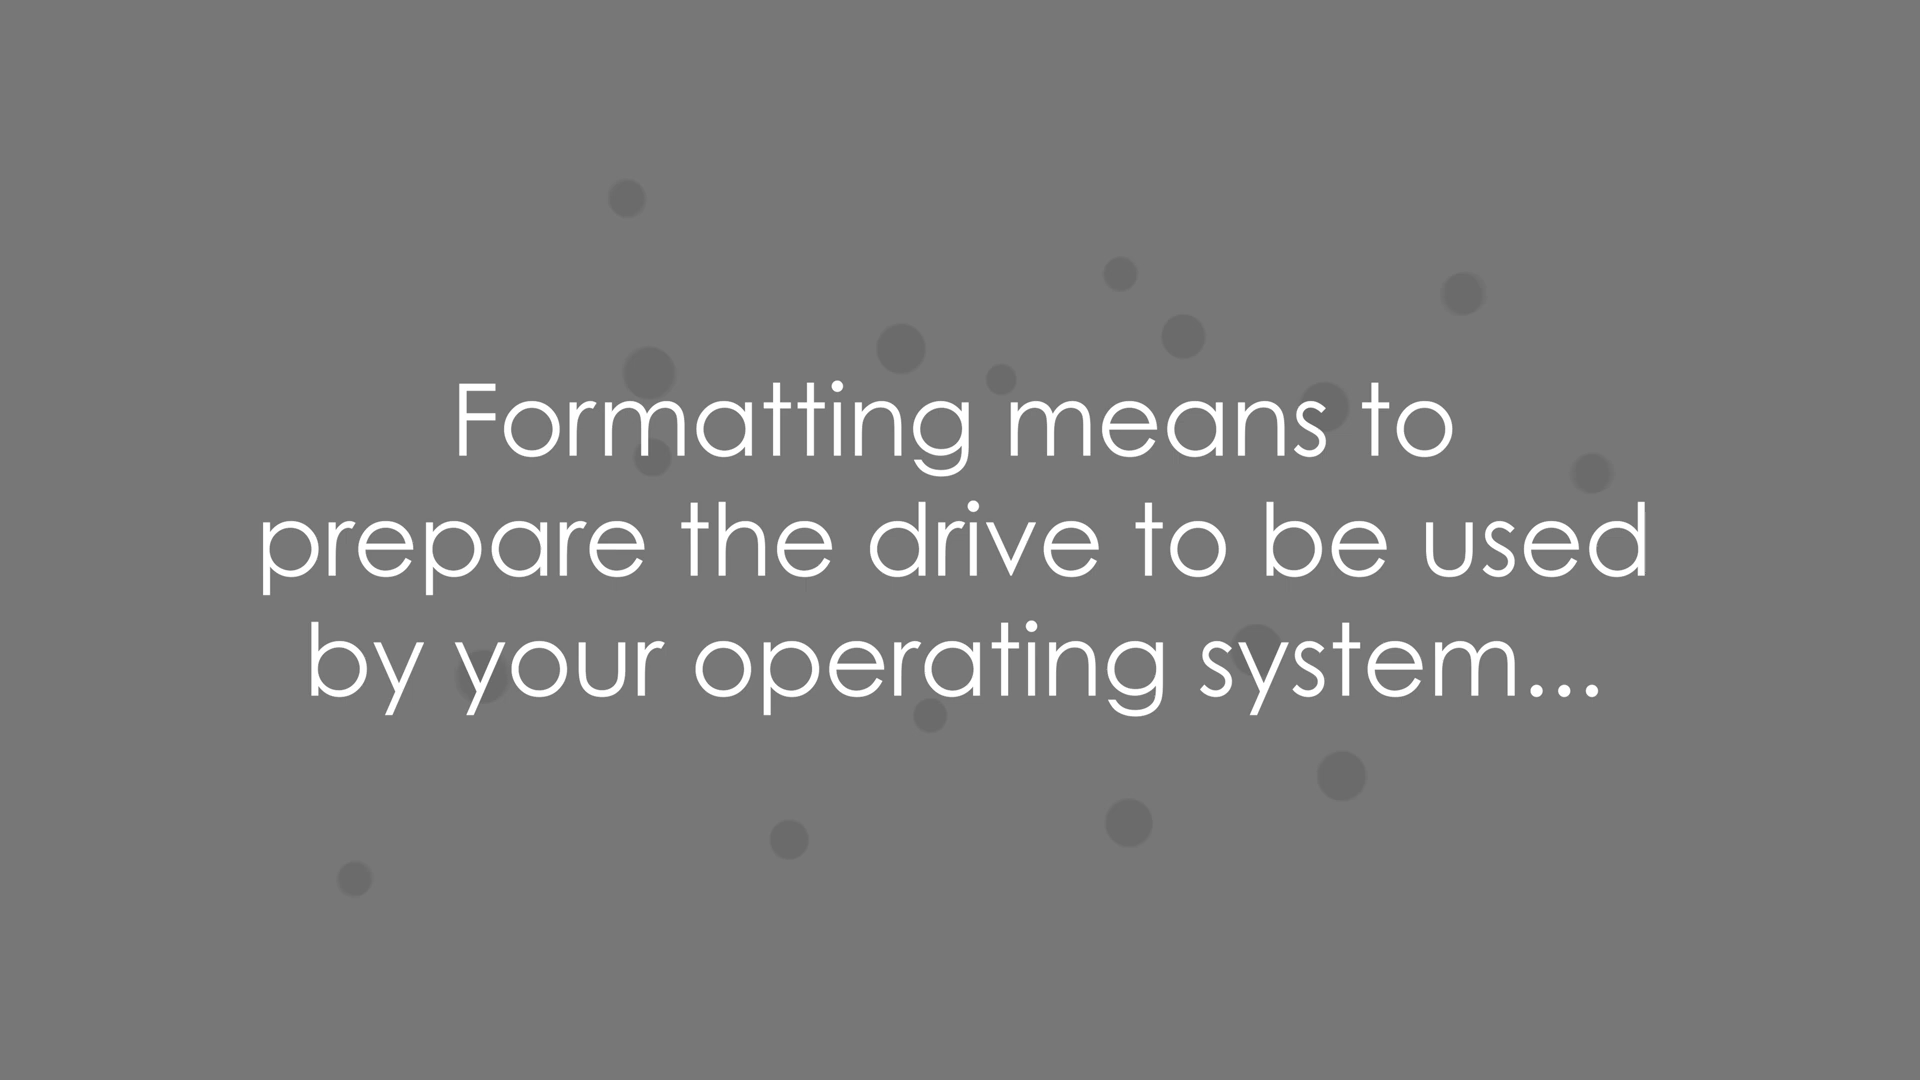 Formatting means to
prepare the drive to be used
by your operating system...